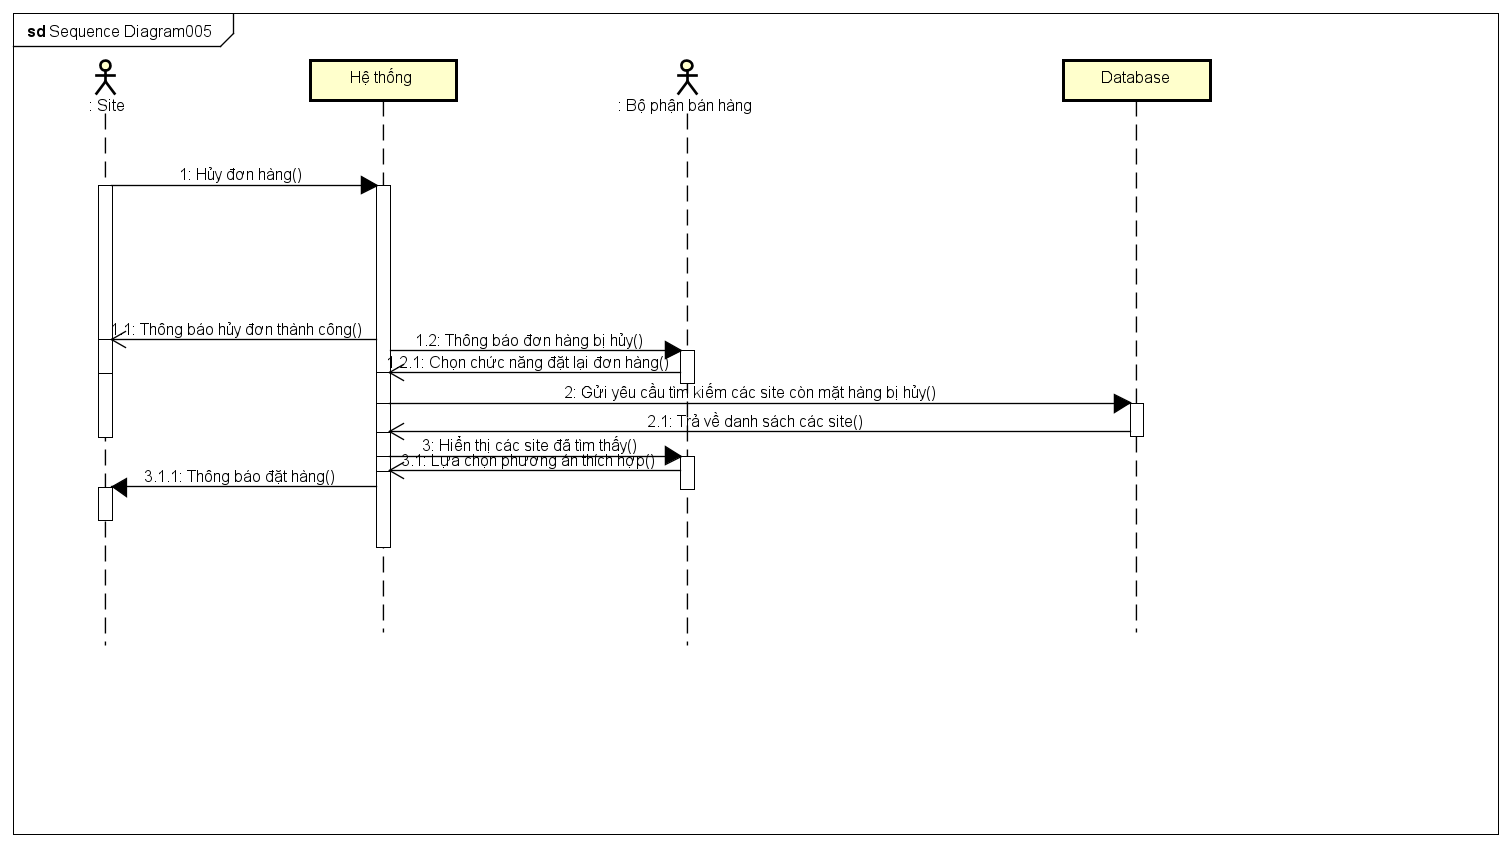 sd Sequence Diagram005
: Site
Hệ thống
: Bộ phận bán hàng
Database
1: Hủy đơn hàng()
1.1: Thông báo hủy đơn thành công()
1.2: Thông báo đơn hàng bị hủy()
1.2.1: Chọn chức năng đặt lại đơn hàng()
2: Gửi yêu cầu tìm kiếm các site còn mặt hàng bị hủy()
2.1: Trả về danh sách các site()
3: Hiển thị các site đã tìm thấy()
3.1: Lựa chọn phương án thích hợp()
3.1.1: Thông báo đặt hàng()